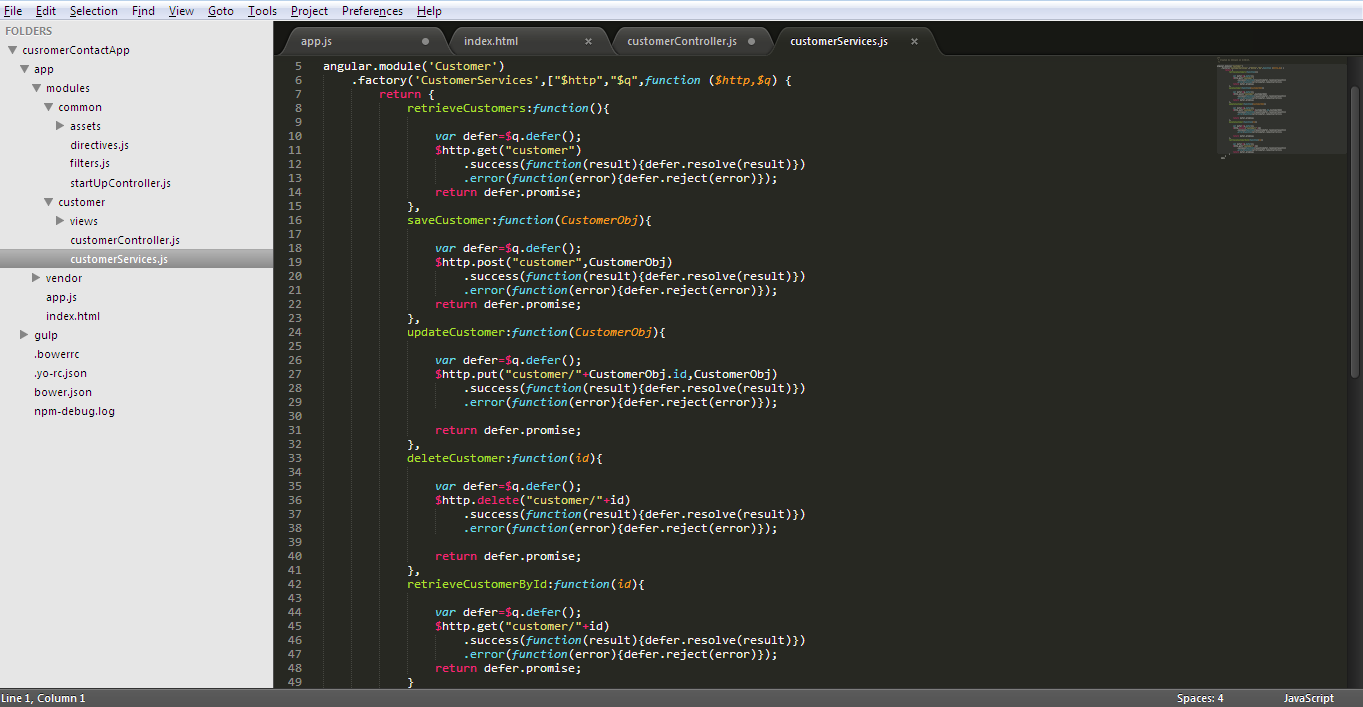 File Edit Selection Find View Goto Tools Project Preferences Help
FOLDERS
cusromerContactApp
app
modules
common
assets
directives.js
filters.js
startUpController.js
customer
views
customerController.js
customerServices.js
vendor
app.js
index.html
gulp
.bowerrc
.yo-rc.json
bower.json
npm-debug.log
app.js index.html × customerController.js customerServices.js ×
5 angular.module('Customer')
6 .factory('CustomerServices',["$http","$q",function ($http,$q) {
7 return {
8 retrieveCustomers:function(){
9
10 var defer=$q.defer();
11 $http.get("customer")
12 .success(function(result){defer.resolve(result)})
13 .error(function(error){defer.reject(error)});
14 return defer.promise;
15 },
16 saveCustomer:function(CustomerObj){
17
18 var defer=$q.defer();
19 $http.post("customer",CustomerObj)
20 .success(function(result){defer.resolve(result)})
21 .error(function(error){defer.reject(error)});
22 return defer.promise;
23 },
24 updateCustomer:function(CustomerObj){
25
26 var defer=$q.defer();
27 $http.put("customer/"+CustomerObj.id,CustomerObj)
28 .success(function(result){defer.resolve(result)})
29 .error(function(error){defer.reject(error)});
30
31 return defer.promise;
32 },
33 deleteCustomer:function(id){
34
35 var defer=$q.defer();
36 $http.delete("customer/"+id)
37 .success(function(result){defer.resolve(result)})
38 .error(function(error){defer.reject(error)});
39
40 return defer.promise;
41 },
42 retrieveCustomerById:function(id){
43
44 var defer=$q.defer();
45 $http.get("customer/"+id)
46 .success(function(result){defer.resolve(result)})
47 .error(function(error){defer.reject(error)});
48 return defer.promise;
49 }
Line 1, Column 1 Spaces: 4 JavaScript